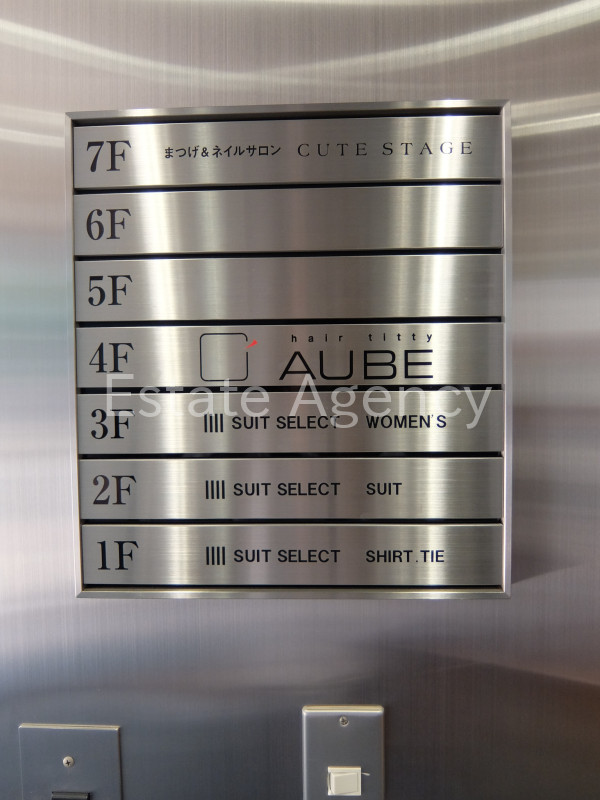 7F まつげ&ネイルサロン CUTE STAGE
6F
5F
4F hair titty
AUBE
Estate Agency
3F SUIT SELECT WOMEN'S
2F SUIT SELECT SUIT
1F SUIT SELECT SHIRT.TIE